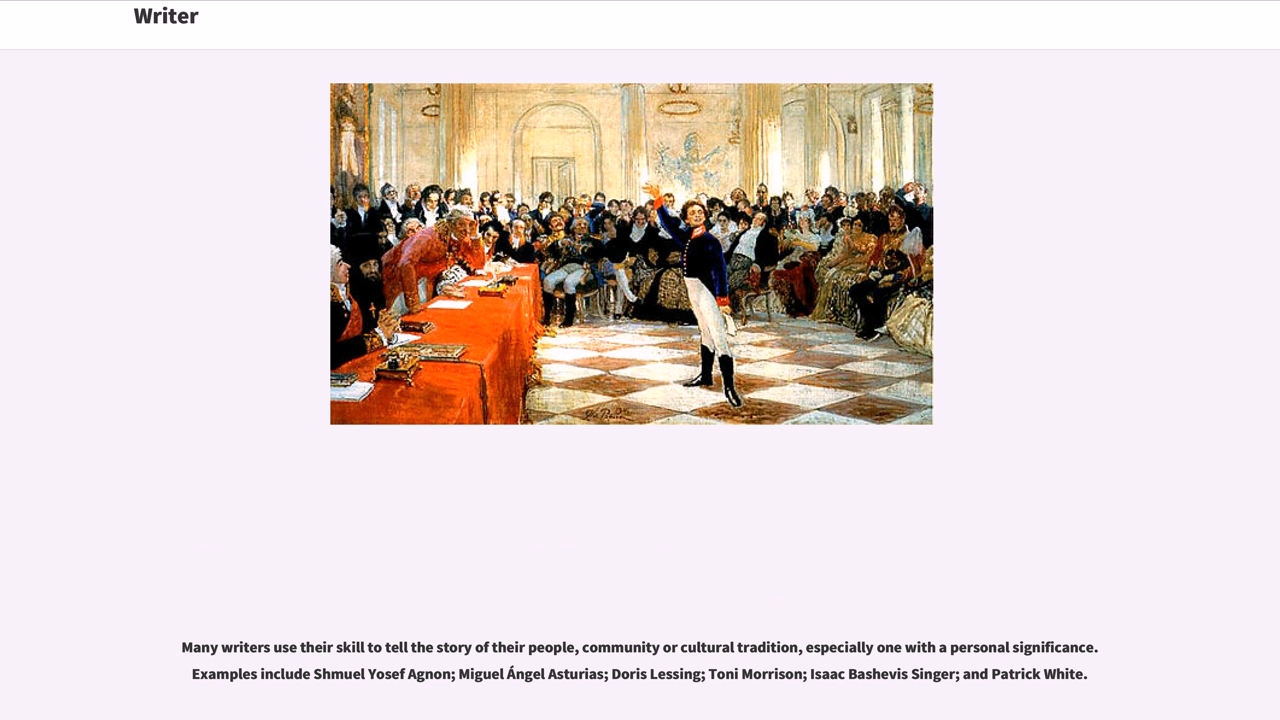 Writer
Many writers use their skill to tell the story of their people, community or cultural tradition, especially one with a personal significance.
Examples include Shmuel Yosef Agnon; Miguel Ángel Asturias; Doris Lessing; Toni Morrison; Isaac Bashevis Singer; and Patrick White.